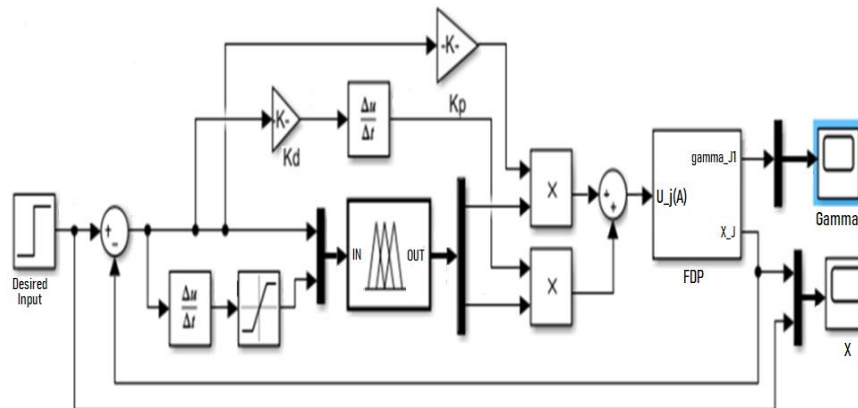 -K-
Kp
-K-
Kd
Δu
Δt
Desired
Input
+
-
Δu
Δt
IN
OUT
X
X
+
+
U_j(A)
gamma_J1
X_J
FDP
Gamma
X